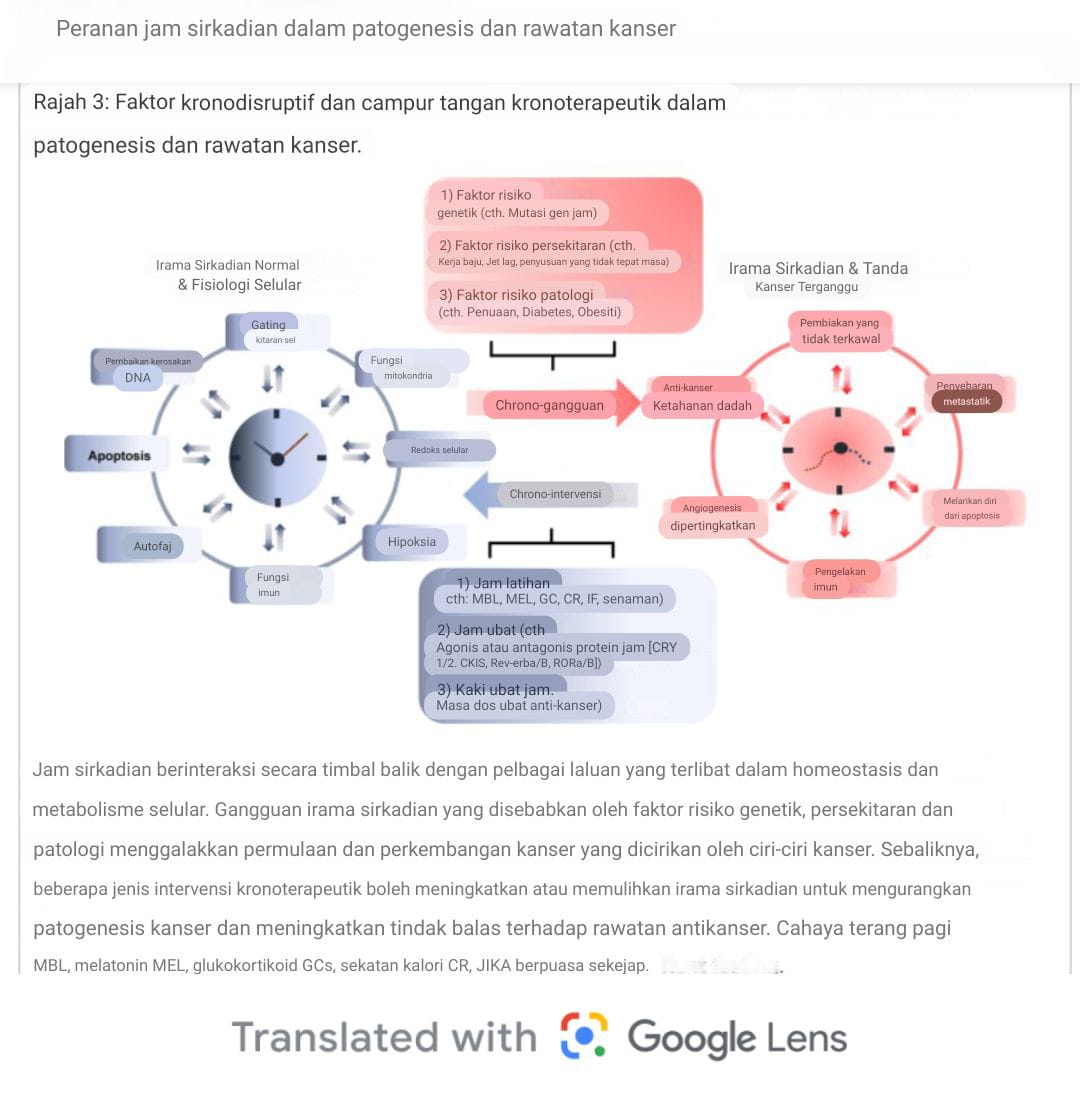 Peranan jam sirkadian dalam patogenesis dan rawatan kanser
Rajah 3: Faktor kronodisruptif dan campur tangan kronoterapeutik dalam
patogenesis dan rawatan kanser.
1) Faktor risiko
genetik (cth. Mutasi gen jam)
2) Faktor risiko persekitaran (cth.
Kerja baju, Jet lag, penyusuan yang tidak tepat masa)
3) Faktor risiko patologi
(cth. Penuaan, Diabetes, Obesiti)
Irama Sirkadian Normal
& Fisiologi Selular
Gating
kitaran sel
Pembaikan kerosakan
DNA
Fungsi
mitokondria
Apoptosis
Redoks selular
Autofaj
Hipoksia
Fungsi
imun
Chrono-gangguan
Chrono-intervensi
Irama Sirkadian & Tanda
Kanser Terganggu
Pembiakan yang
tidak terkawal
Anti-kanser
Ketahanan dadah
Penyebaran
metastatik
Angiogenesis
dipertingkatkan
Melarikan diri
dari apoptosis
Pengelakan
imun
1) Jam latihan
cth: MBL, MEL, GC, CR, IF, senaman)
2) Jam ubat (cth
Agonis atau antagonis protein jam [CRY
1/2. CKIS, Rev-erba/B, RORa/B])
3) Kaki ubat jam.
Masa dos ubat anti-kanser)
Jam sirkadian berinteraksi secara timbal balik dengan pelbagai laluan yang terlibat dalam homeostasis dan
metabolisme selular. Gangguan irama sirkadian yang disebabkan oleh faktor risiko genetik, persekitaran dan
patologi menggalakkan permulaan dan perkembangan kanser yang dicirikan oleh ciri-ciri kanser. Sebaliknya,
beberapa jenis intervensi kronoterapeutik boleh meningkatkan atau memulihkan irama sirkadian untuk mengurangkan
patogenesis kanser dan meningkatkan tindak balas terhadap rawatan antikanser. Cahaya terang pagi
MBL, melatonin MEL, glukokortikoid GCs, sekatan kalori CR, JIKA berpuasa sekejap.
Translated with Google Lens